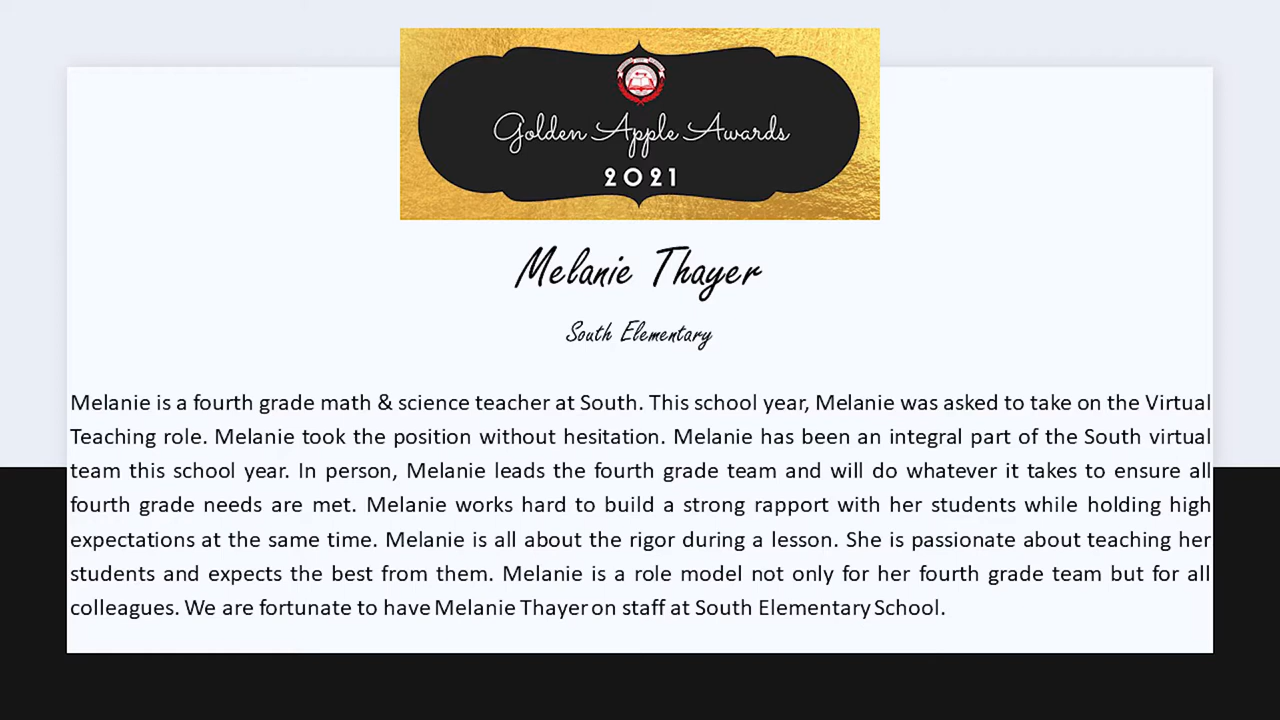 Golden Apple Awards
2021
Melanie Thayer
South Elementary
Melanie is a fourth grade math & science teacher at South. This school year, Melanie was asked to take on the Virtual
Teaching role. Melanie took the position without hesitation. Melanie has been an integral part of the South virtual
team this school year. In person, Melanie leads the fourth grade team and will do whatever it takes to ensure all
fourth grade needs are met. Melanie works hard to build a strong rapport with her students while holding high
expectations at the same time. Melanie is all about the rigor during a lesson. She is passionate about teaching her
students and expects the best from them. Melanie is a role model not only for her fourth grade team but for all
colleagues. We are fortunate to have Melanie Thayer on staff at South Elementary School.